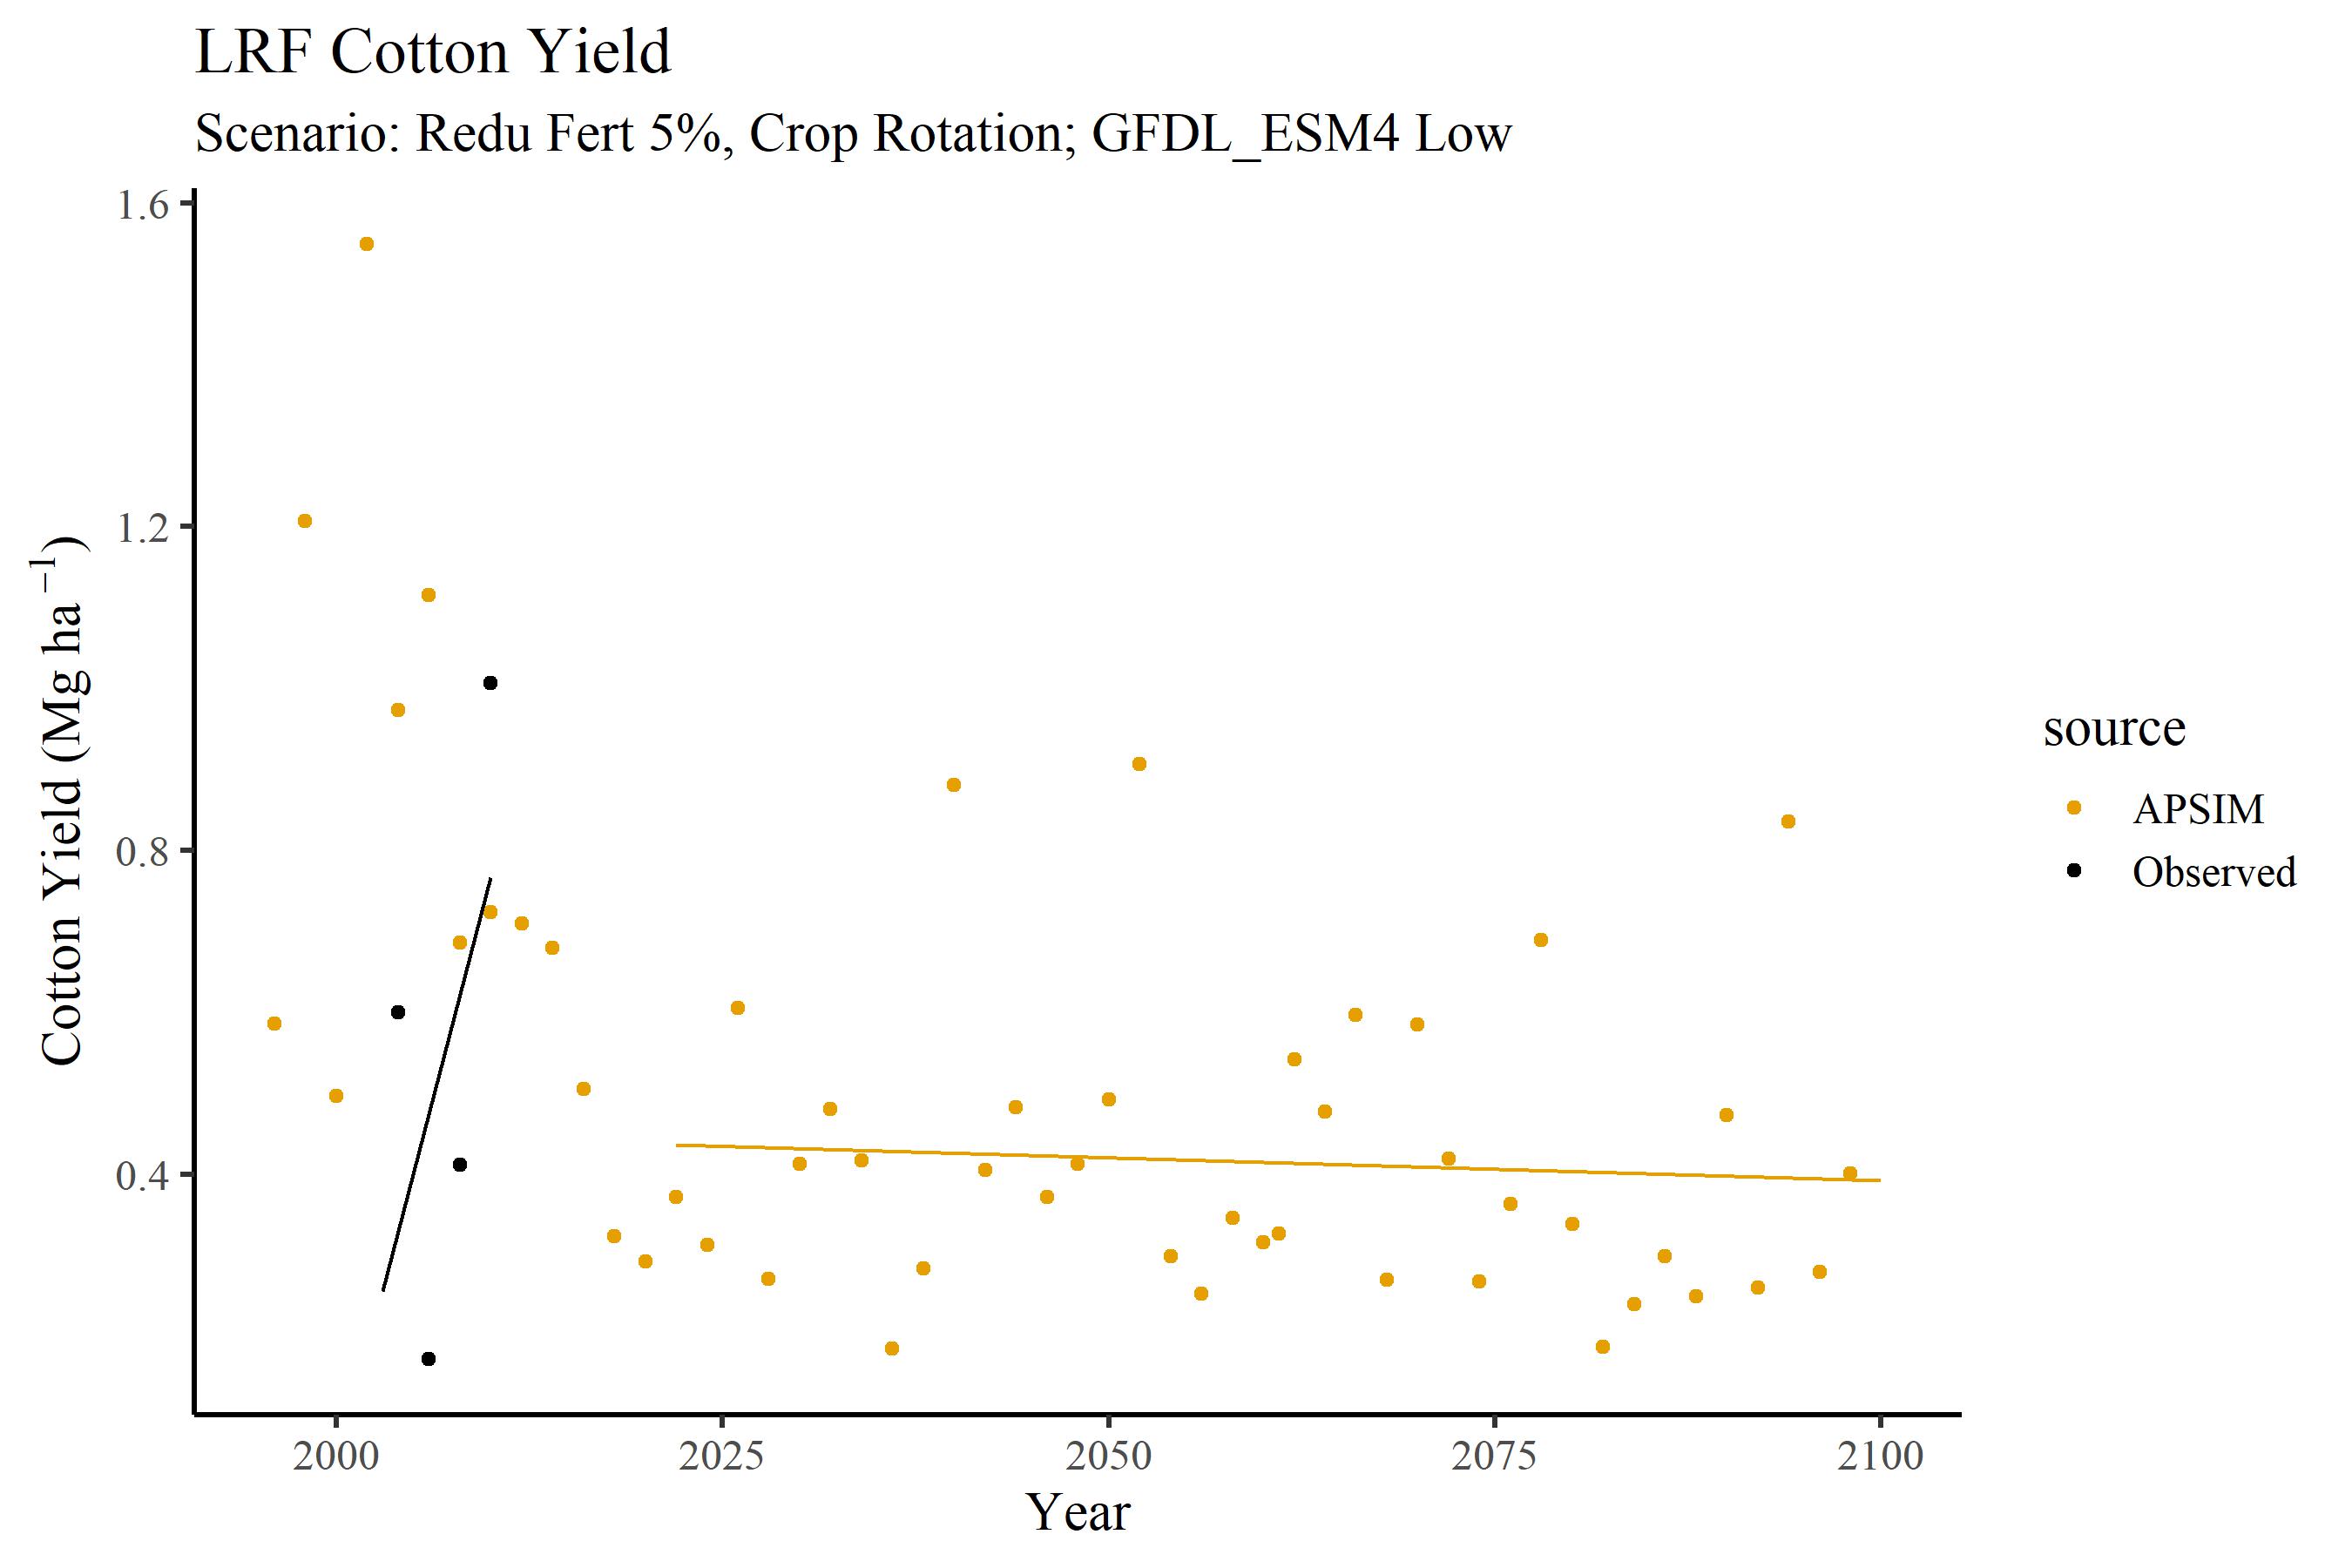 LRF Cotton Yield
Scenario: Redu Fert 5%, Crop Rotation; GFDL_ESM4 Low
Cotton Yield (Mg ha⁻¹)
1.6
1.2
0.8
0.4
2000 2025 2050 2075 2100
Year
source
APSIM
Observed